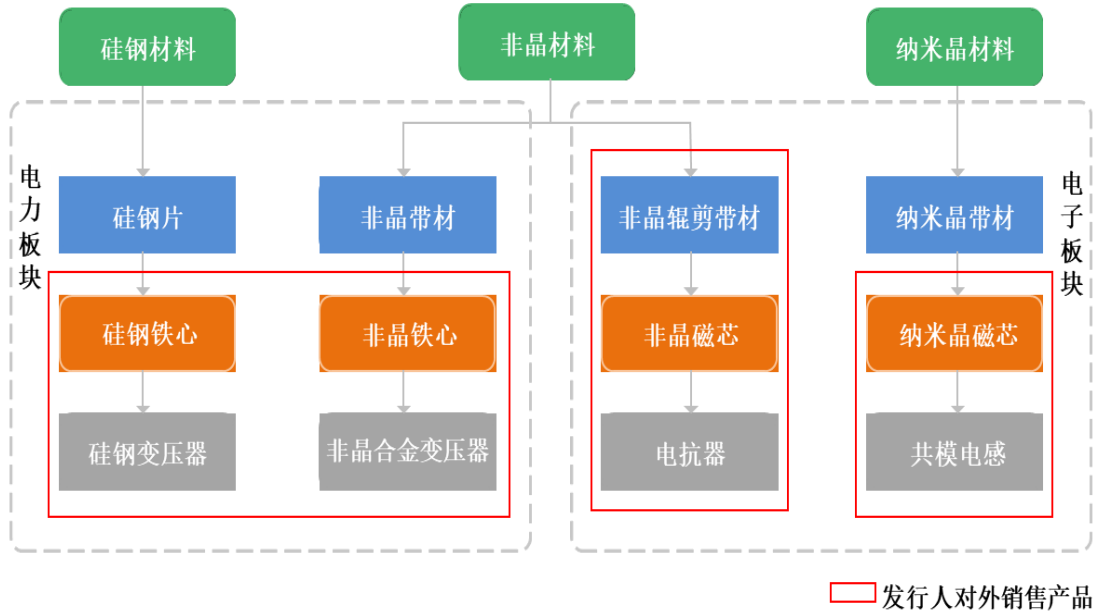 硅钢材料
非晶材料
纳米晶材料
电力板块
电子板块
硅钢片
非晶带材
非晶辊剪带材
纳米晶带材
硅钢铁心
非晶铁心
非晶磁芯
纳米晶磁芯
硅钢变压器
非晶合金变压器
电抗器
共模电感
发行人对外销售产品